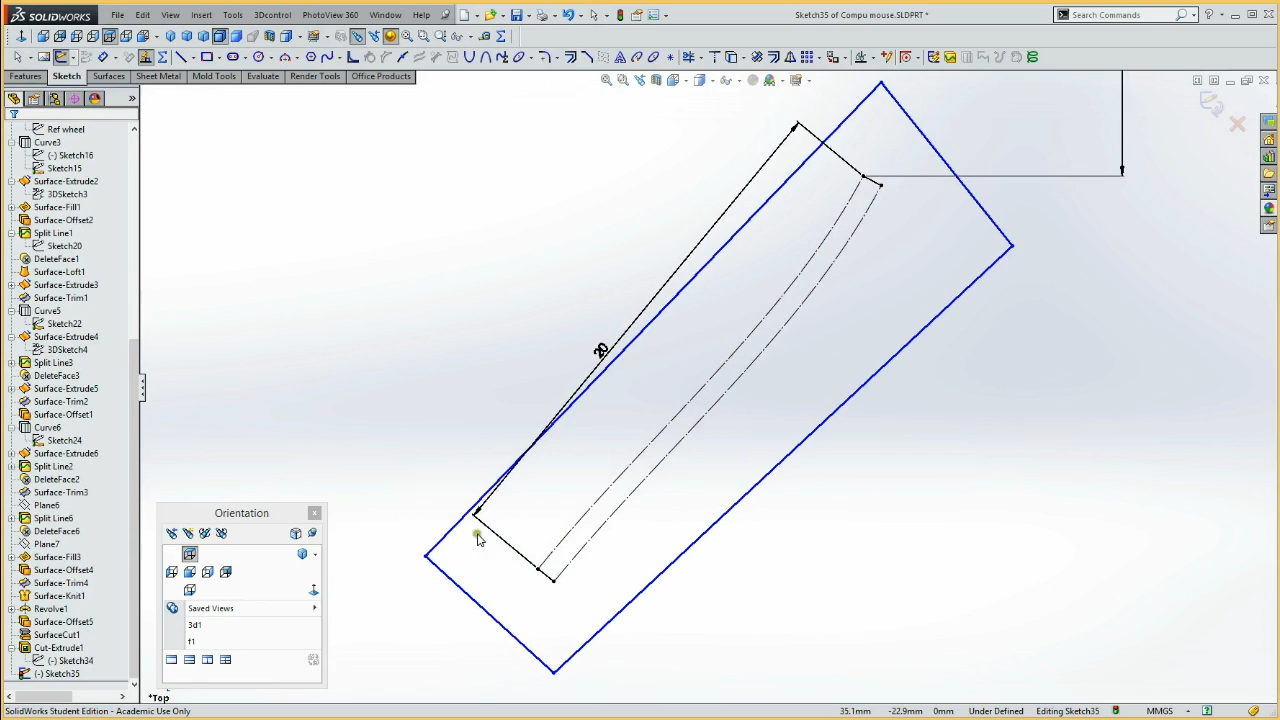 SOLIDWORKS File Edit View Insert Tools 3Dcontrol PhotoView 360 Window Help Sketch35 of Compu mouse.SLDPRT * Search Commands ?
Features Sketch Surfaces Sheet Metal Mold Tools Evaluate Render Tools Office Products
Ref wheel
Curve3
(-) Sketch16
Sketch15
Surface-Extrude2
3DSketch3
Surface-Fill1
Surface-Offset2
Split Line1
Sketch20
DeleteFace1
Surface-Loft1
Surface-Extrude3
Surface-Trim1
Curve5
Sketch22
Surface-Extrude4
3DSketch4
Split Line3
DeleteFace3
Surface-Extrude5
Surface-Trim2
Surface-Offset1
Curve6
Sketch24
Surface-Extrude6
Split Line2
DeleteFace2
Surface-Trim3
Plane6
Split Line6
DeleteFace6
Plane7
Surface-Fill3
Surface-Offset4
Surface-Trim4
Surface-Knit1
Revolve1
Surface-Offset5
SurfaceCut1
Cut-Extrude1
(-) Sketch34
(-) Sketch35
20
Orientation
Saved Views
3d1
f1
*Top
SolidWorks Student Edition - Academic Use Only 35.1mm -22.9mm 0mm Under Defined Editing Sketch35 MMGS ?